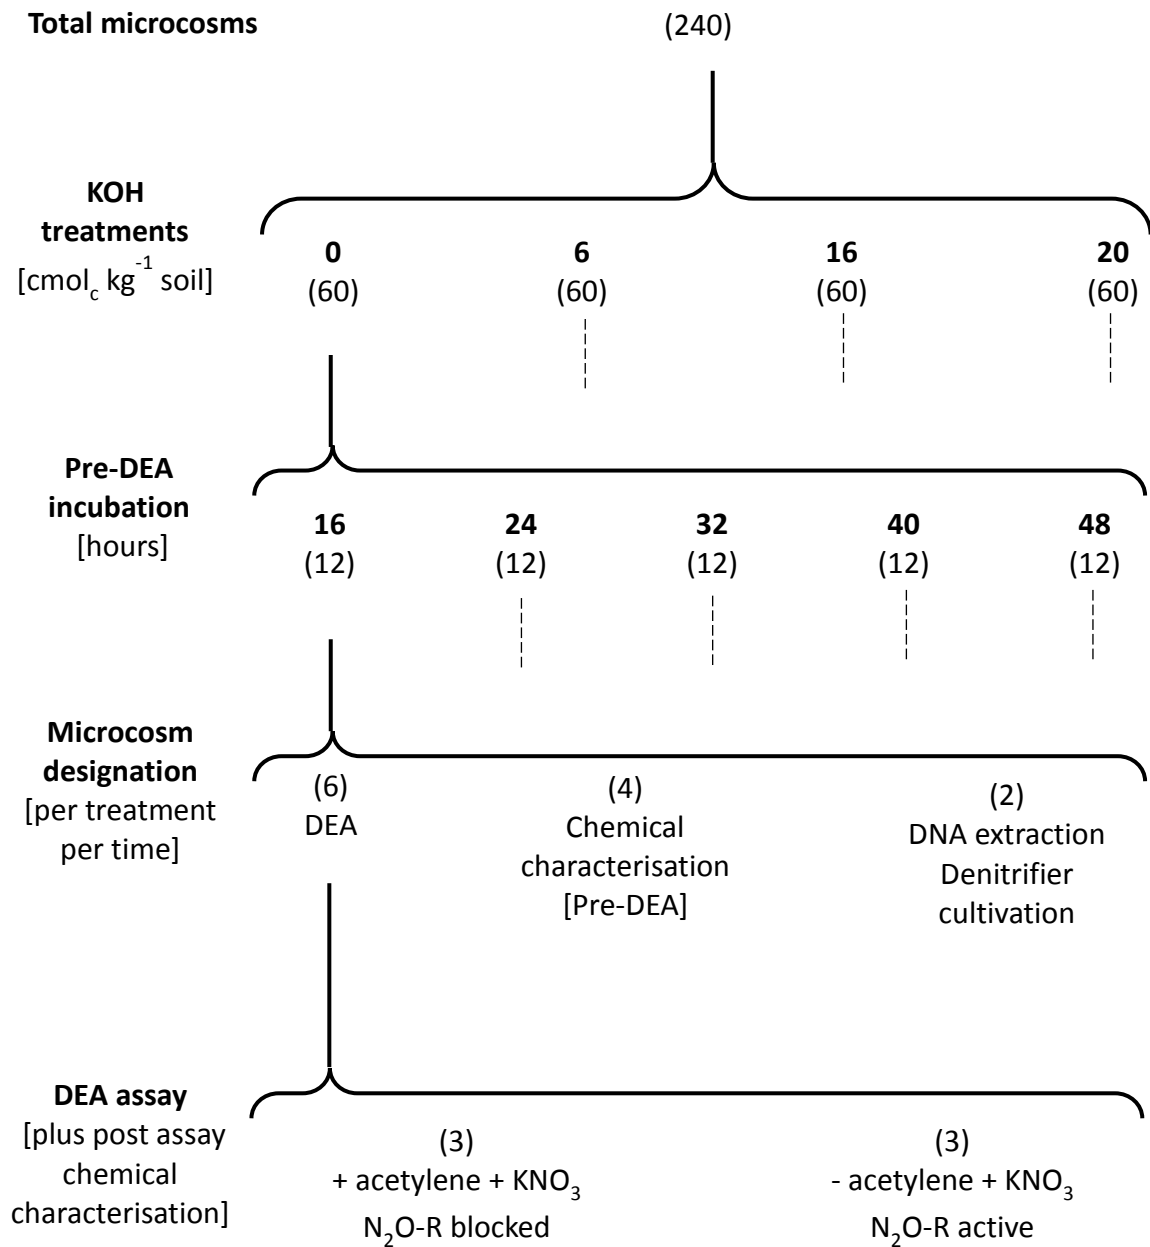 Total microcosms (240)
KOH
treatments
[cmol_c kg^-1 soil]
0 6 16 20
(60) (60) (60) (60)
Pre-DEA
incubation
[hours]
16 24 32 40 48
(12) (12) (12) (12) (12)
Microcosm
designation
[per treatment
per time]
(6)
DEA
(4)
Chemical
characterisation
[Pre-DEA]
(2)
DNA extraction
Denitrifier
cultivation
DEA assay
[plus post assay
chemical
characterisation]
(3)
+ acetylene + KNO₃
N₂O-R blocked
(3)
- acetylene + KNO₃
N₂O-R active